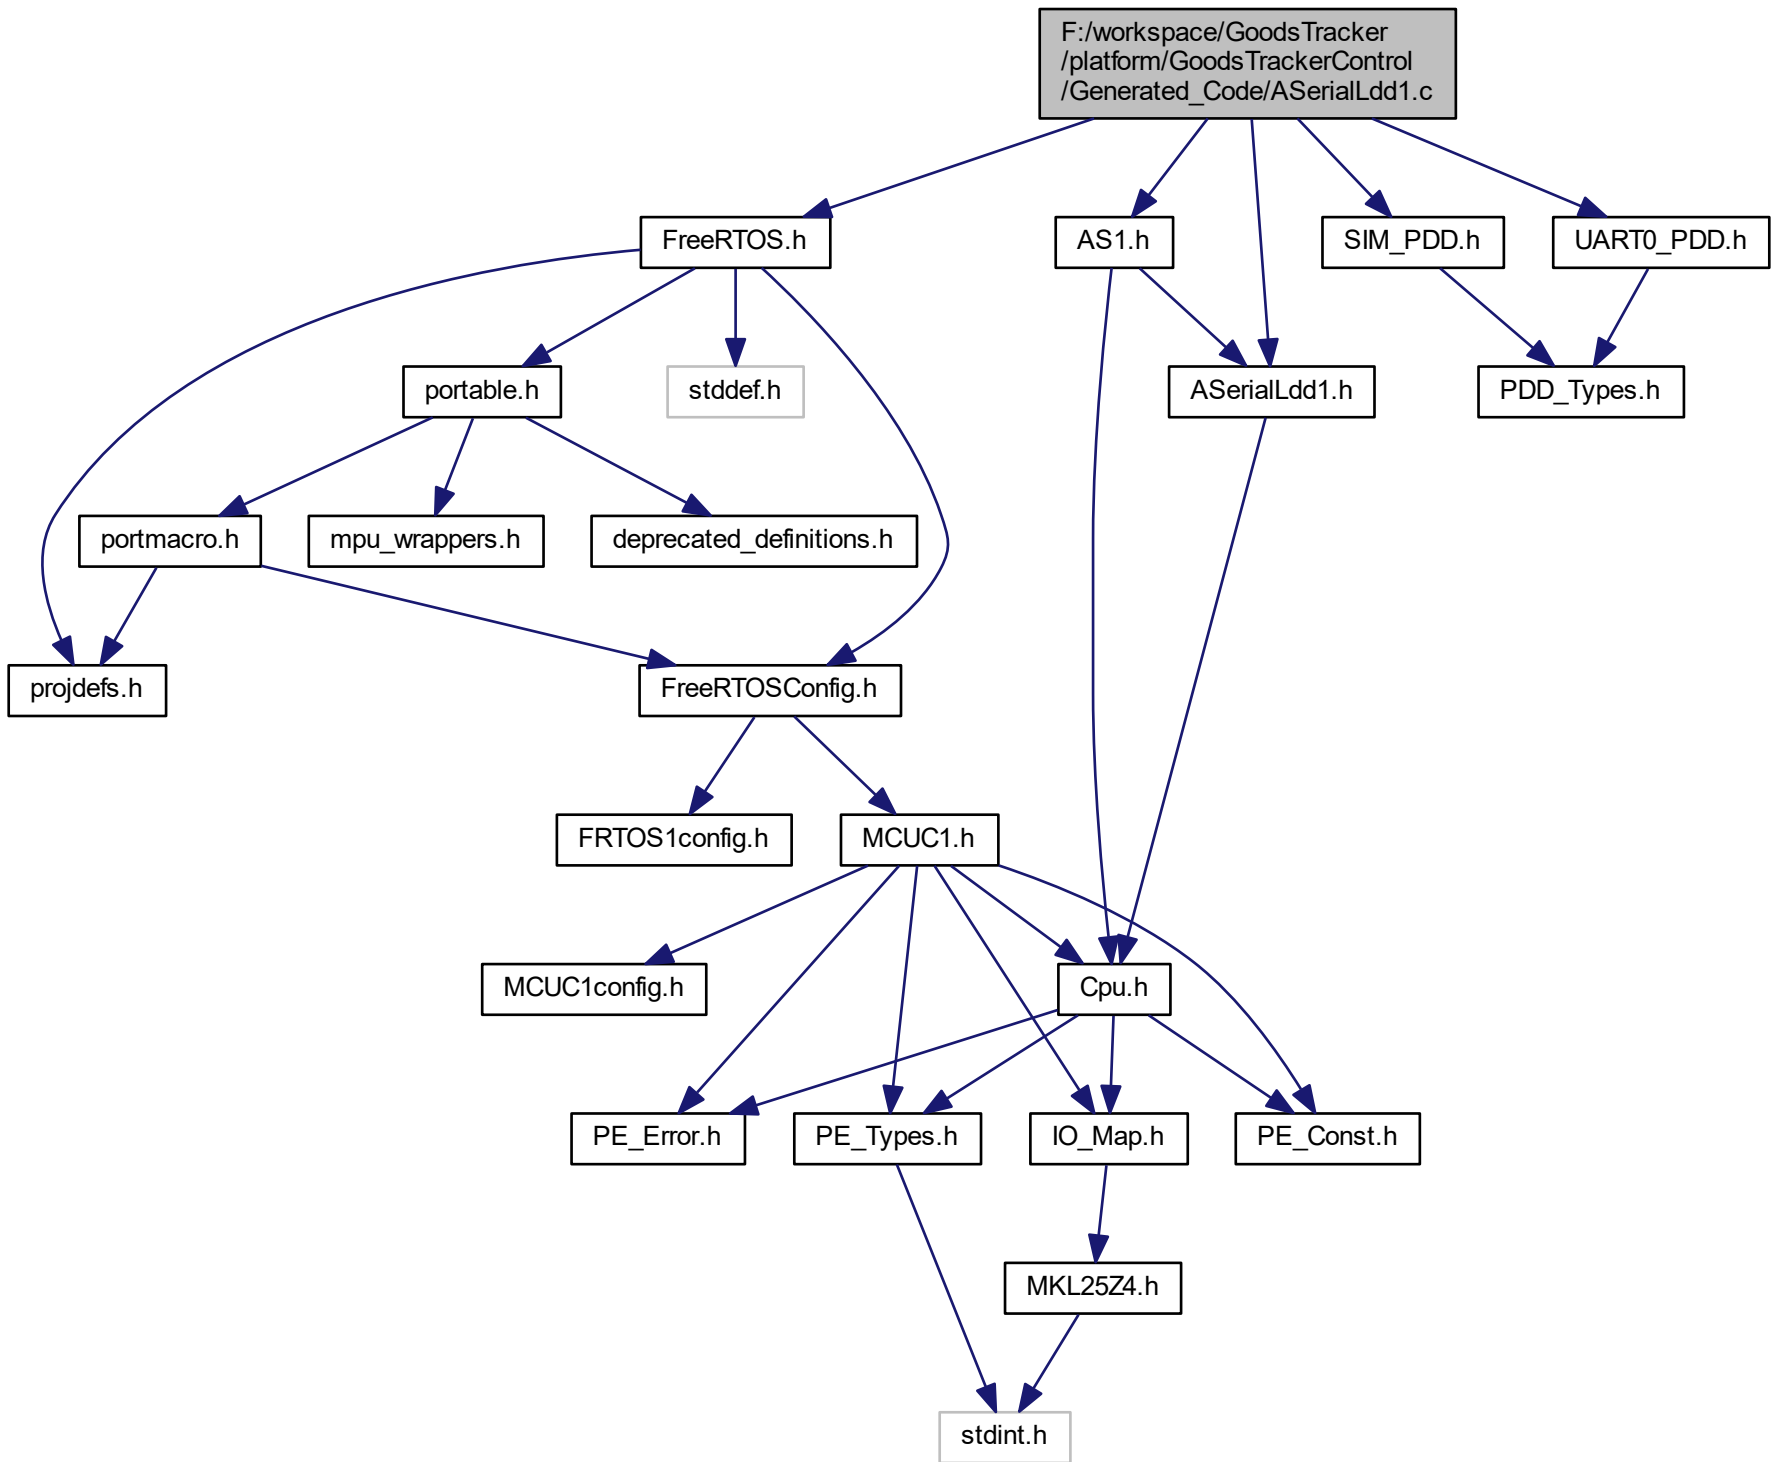 F:/workspace/GoodsTracker
/platform/GoodsTrackerControl
/Generated_Code/ASerialLdd1.c
FreeRTOS.h
AS1.h
SIM_PDD.h
UART0_PDD.h
portable.h
stddef.h
ASerialLdd1.h
PDD_Types.h
portmacro.h
mpu_wrappers.h
deprecated_definitions.h
projdefs.h
FreeRTOSConfig.h
FRTOS1config.h
MCUC1.h
MCUC1config.h
Cpu.h
PE_Error.h
PE_Types.h
IO_Map.h
PE_Const.h
MKL25Z4.h
stdint.h